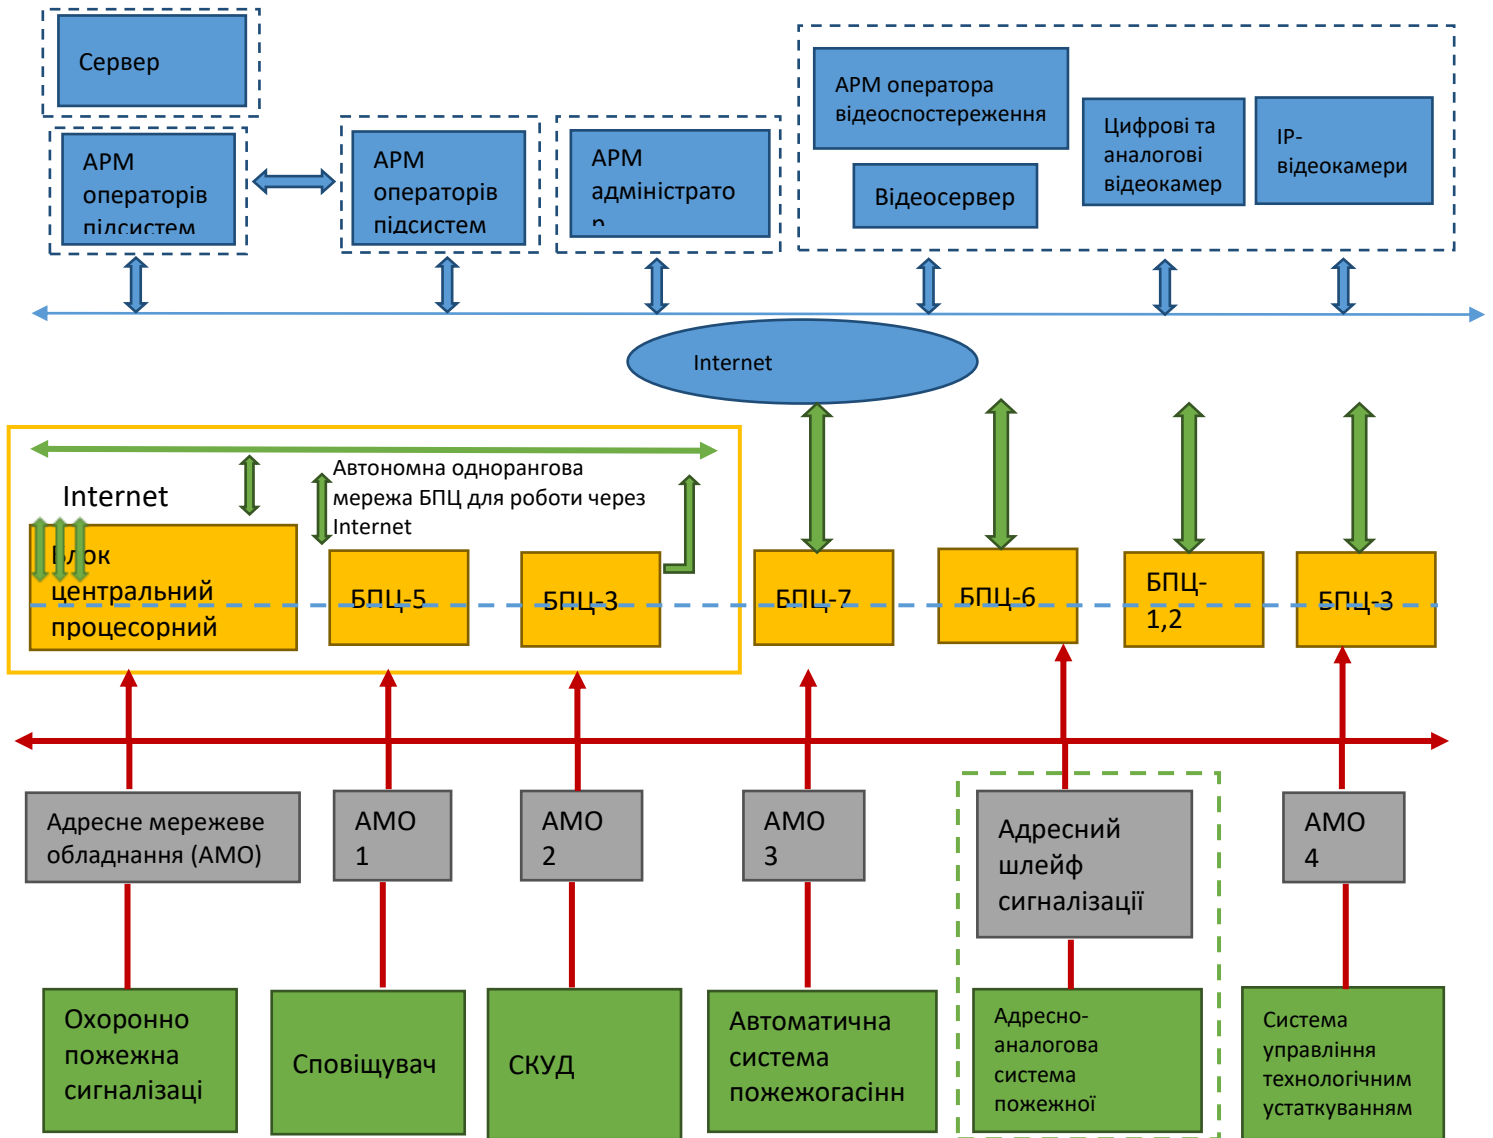 Сервер
АРМ
операторів
підсистем
АРМ
операторів
підсистем
АРМ
адміністратор
АРМ оператора
відеоспостереження
Відеосервер
Цифрові та
аналогові
відеокамер
IP-
відеокамери
Internet
Автономна однорангова
мережа БПЦ для роботи через
Internet
Internet
Блок
центральний
процесорний
БПЦ-5
БПЦ-3
БПЦ-7
БПЦ-6
БПЦ-
1,2
БПЦ-3
Адресне мережеве
обладнання (АМО)
АМО
1
АМО
2
АМО
3
Адресний
шлейф
сигналізації
АМО
4
Охоронно
пожежна
сигналізаці
Сповіщувач
СКУД
Автоматична
система
пожежогасінн
Адресно-
аналогова
система
пожежної
Система
управління
технологічним
устаткуванням